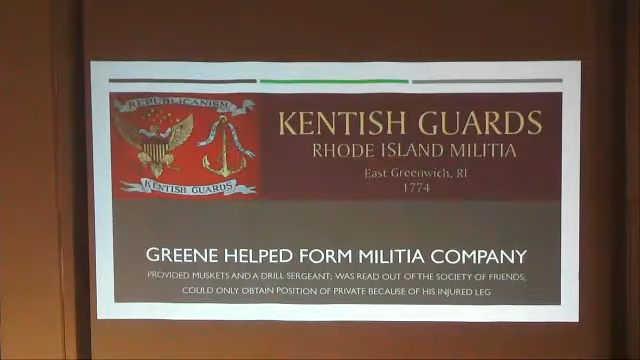 REPUBLICANISM
KENTISH GUARDS
KENTISH GUARDS
RHODE ISLAND MILITIA
East Greenwich, RI
1774
GREENE HELPED FORM MILITIA COMPANY
PROVIDED MUSKETS AND A DRILL SERGEANT; WAS READ OUT OF THE SOCIETY OF FRIENDS;
COULD ONLY OBTAIN POSITION OF PRIVATE BECAUSE OF HIS INJURED LEG